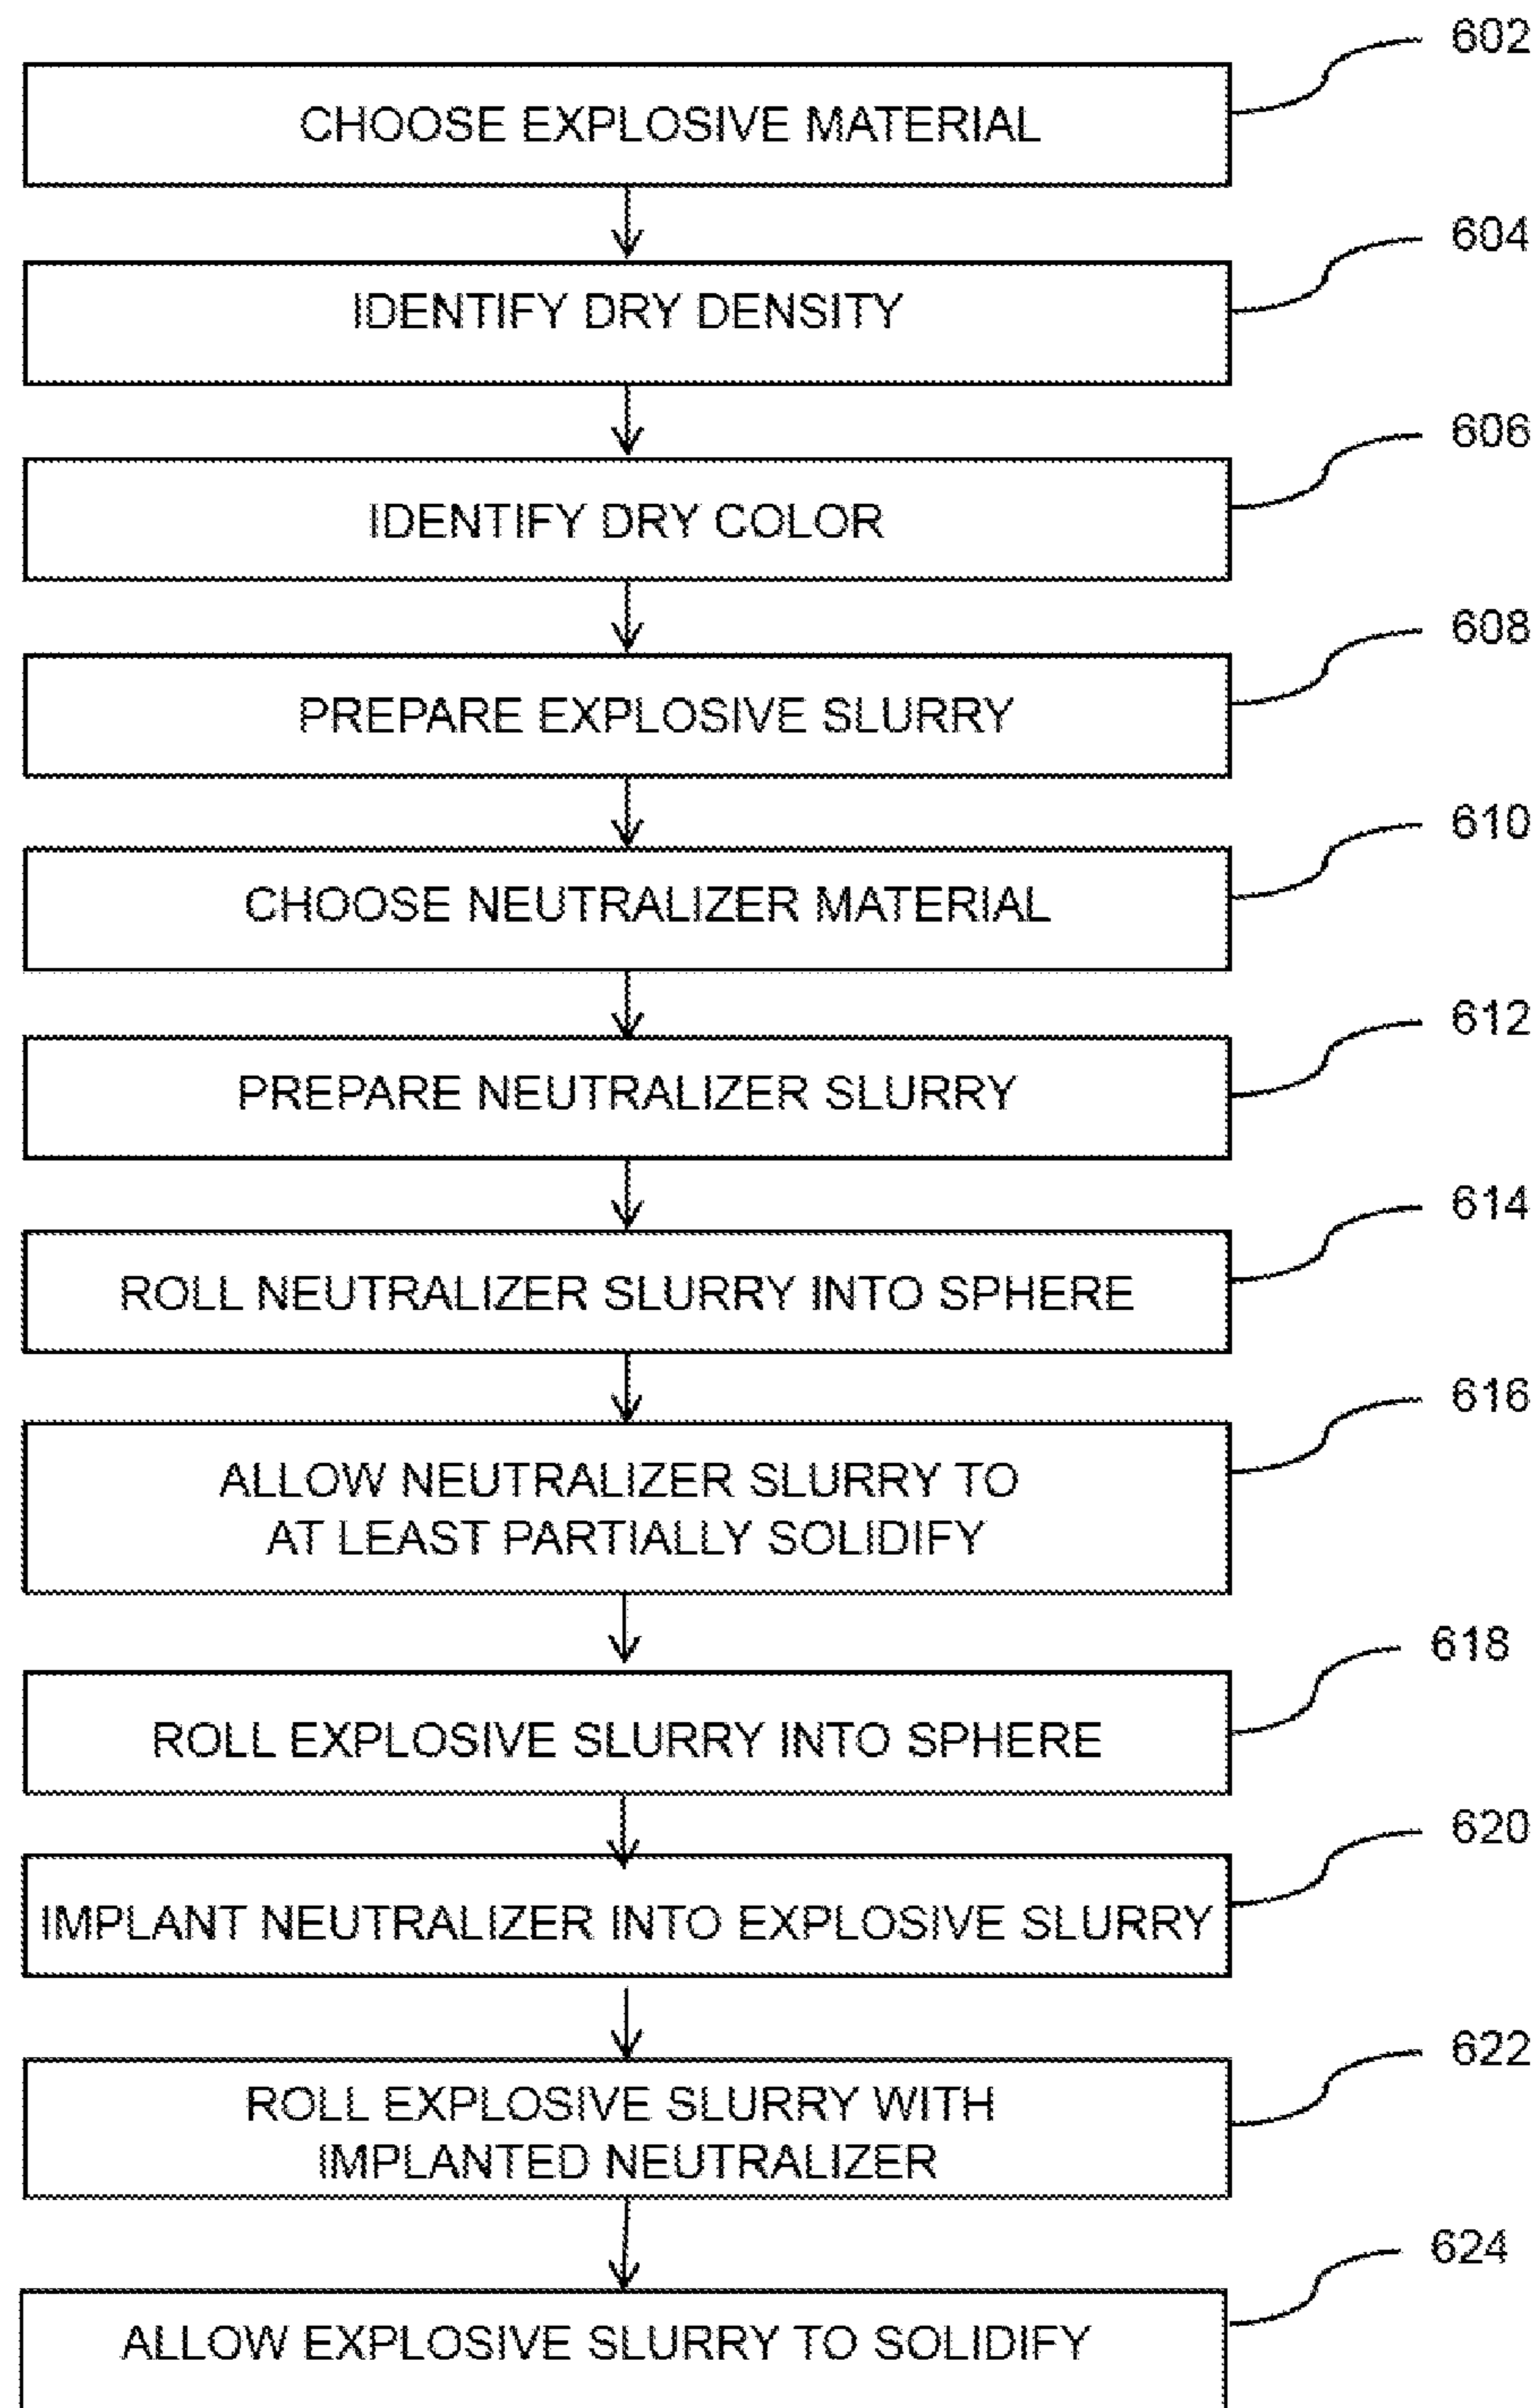 602
CHOOSE EXPLOSIVE MATERIAL
604
IDENTIFY DRY DENSITY
606
IDENTIFY DRY COLOR
608
PREPARE EXPLOSIVE SLURRY
610
CHOOSE NEUTRALIZER MATERIAL
612
PREPARE NEUTRALIZER SLURRY
614
ROLL NEUTRALIZER SLURRY INTO SPHERE
616
ALLOW NEUTRALIZER SLURRY TO
AT LEAST PARTIALLY SOLIDIFY
618
ROLL EXPLOSIVE SLURRY INTO SPHERE
620
IMPLANT NEUTRALIZER INTO EXPLOSIVE SLURRY
622
ROLL EXPLOSIVE SLURRY WITH
IMPLANTED NEUTRALIZER
624
ALLOW EXPLOSIVE SLURRY TO SOLIDIFY